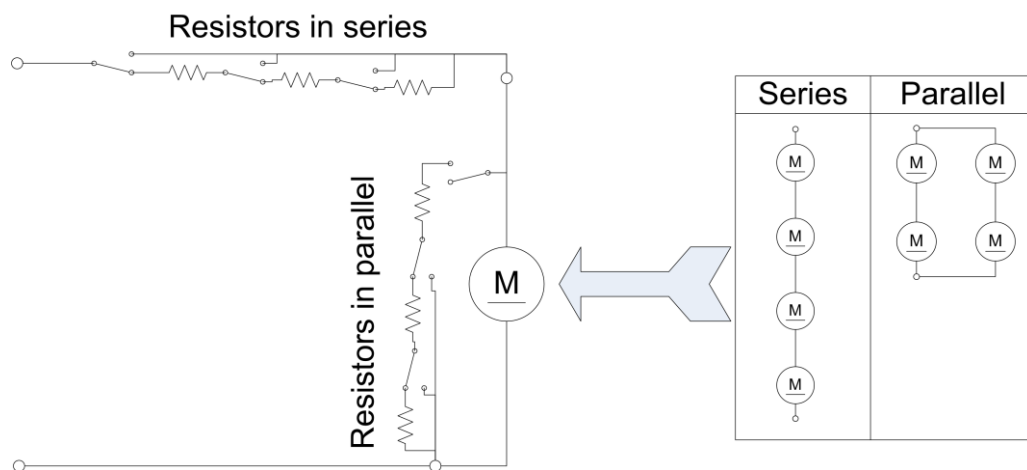 Resistors in series
Resistors in parallel
M
Series Parallel
M M M
M M M
M
M